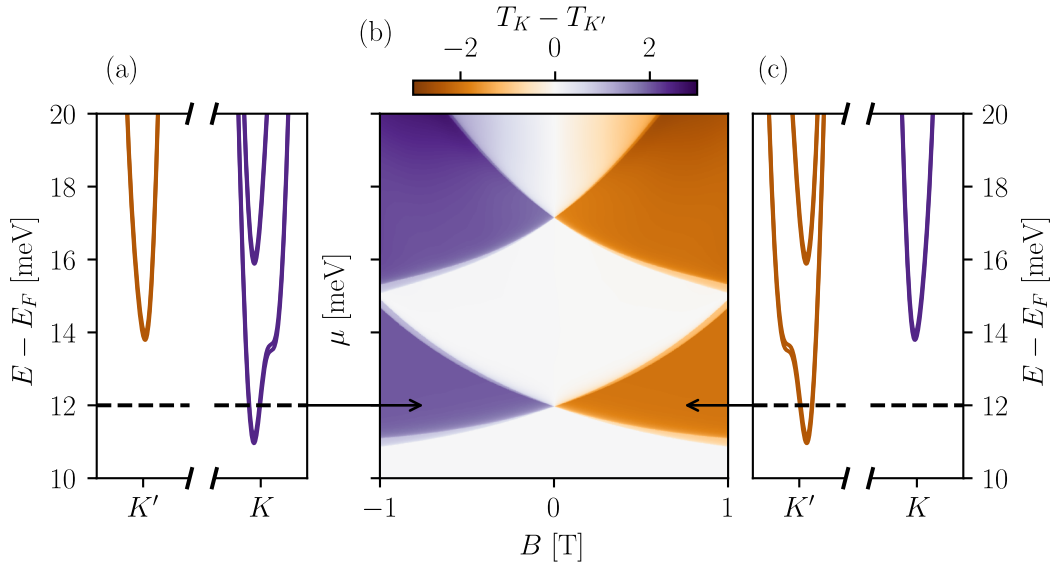 (a)
(b)
(c)
T_K − T_{K′}
−2 0 2
E − E_F [meV]
20
18
16
14
12
10
K′ K
μ [meV]
−1 0 1
B [T]
K′ K
20
18
16
14
12
10
E − E_F [meV]